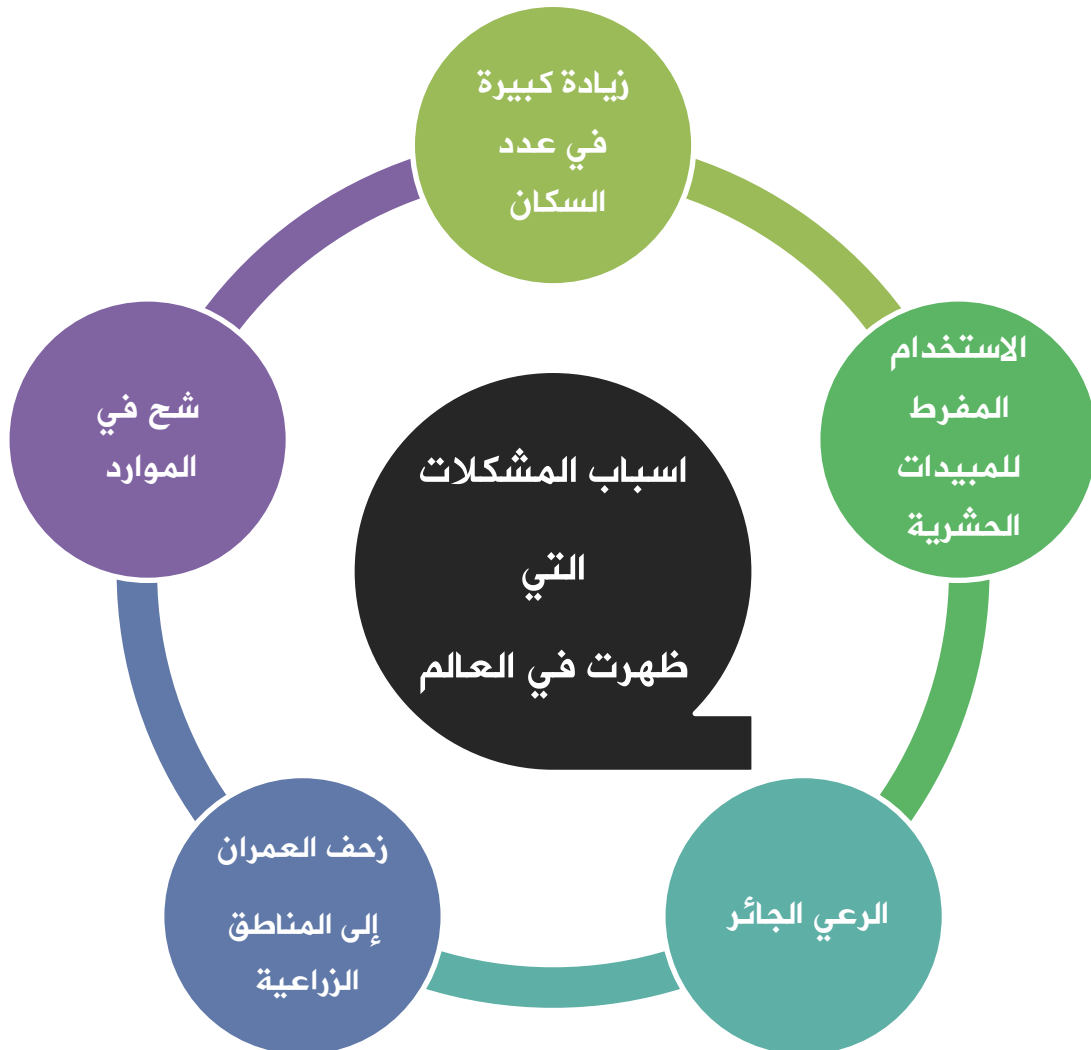 زيادة كبيرة
في عدد
السكان
الاستخدام
المفرط
للمبيدات
الحشرية
الرعي الجائر
زحف العمران
إلى المناطق
الزراعية
شح في
الموارد
اسباب المشكلات
التي
ظهرت في العالم